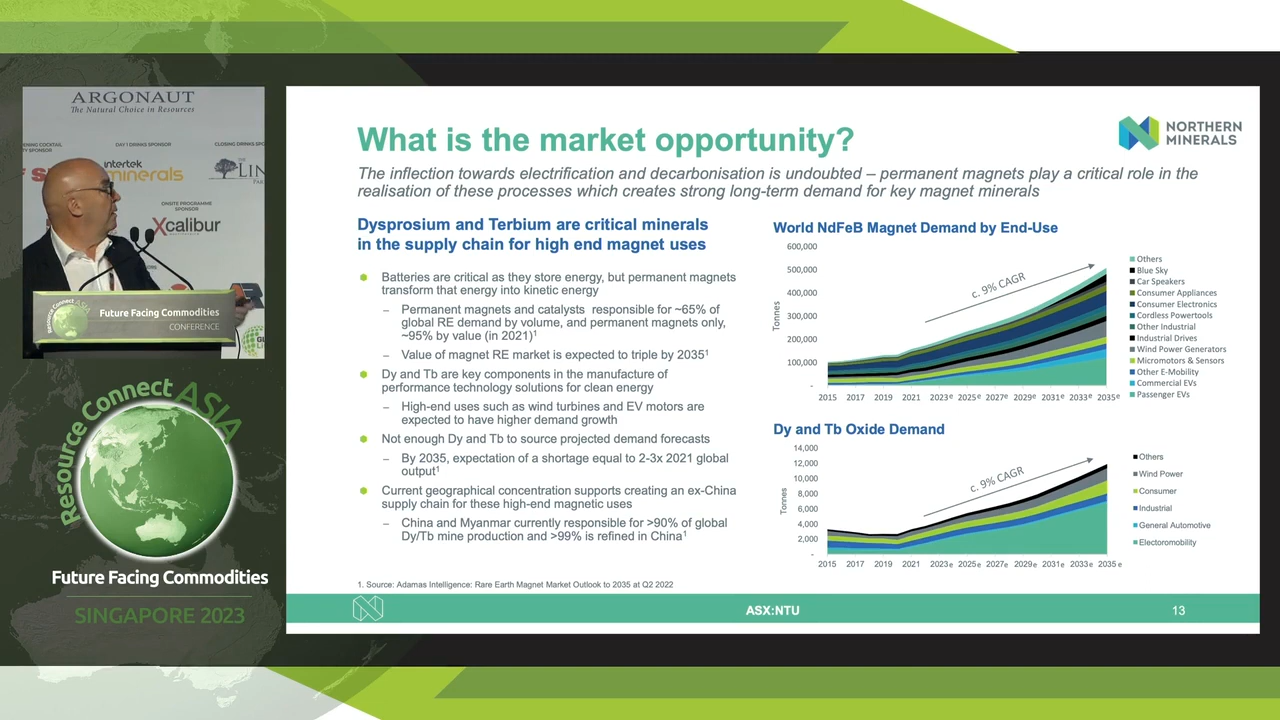 ARGONAUT
The Natural Choice in Resources
DAY 1 DRINKS SPONSOR
intertek
minerals
ONSITE PROGRAMME
SPONSOR
Xcalibur
Resource Connect ASIA
Future Facing Commodities
CONFERENCE
Resource Connect ASIA
Future Facing Commodities
SINGAPORE 2023
What is the market opportunity?
NORTHERN
MINERALS
The inflection towards electrification and decarbonisation is undoubted – permanent magnets play a critical role in the
realisation of these processes which creates strong long-term demand for key magnet minerals
Dysprosium and Terbium are critical minerals
in the supply chain for high end magnet uses
Batteries are critical as they store energy, but permanent magnets
transform that energy into kinetic energy
– Permanent magnets and catalysts responsible for ~65% of
global RE demand by volume, and permanent magnets only,
~95% by value (in 2021)1
– Value of magnet RE market is expected to triple by 20351
Dy and Tb are key components in the manufacture of
performance technology solutions for clean energy
– High-end uses such as wind turbines and EV motors are
expected to have higher demand growth
Not enough Dy and Tb to source projected demand forecasts
– By 2035, expectation of a shortage equal to 2-3x 2021 global
output1
Current geographical concentration supports creating an ex-China
supply chain for these high-end magnetic uses
– China and Myanmar currently responsible for >90% of global
Dy/Tb mine production and >99% is refined in China1
World NdFeB Magnet Demand by End-Use
600,000
500,000
400,000
300,000
200,000
100,000
-
Tonnes
c. 9% CAGR
2015 2017 2019 2021 2023e 2025e 2027e 2029e 2031e 2033e 2035e
Others
Blue Sky
Car Speakers
Consumer Appliances
Consumer Electronics
Cordless Powertools
Other Industrial
Industrial Drives
Wind Power Generators
Micromotors & Sensors
Other E-Mobility
Commercial EVs
Passenger EVs
Dy and Tb Oxide Demand
14,000
12,000
10,000
8,000
6,000
4,000
2,000
-
Tonnes
c. 9% CAGR
2015 2017 2019 2021 2023e 2025e 2027e 2029e 2031e 2033e 2035e
Others
Wind Power
Consumer
Industrial
General Automotive
Electoromobility
1. Source: Adamas Intelligence: Rare Earth Magnet Market Outlook to 2035 at Q2 2022
ASX:NTU
13